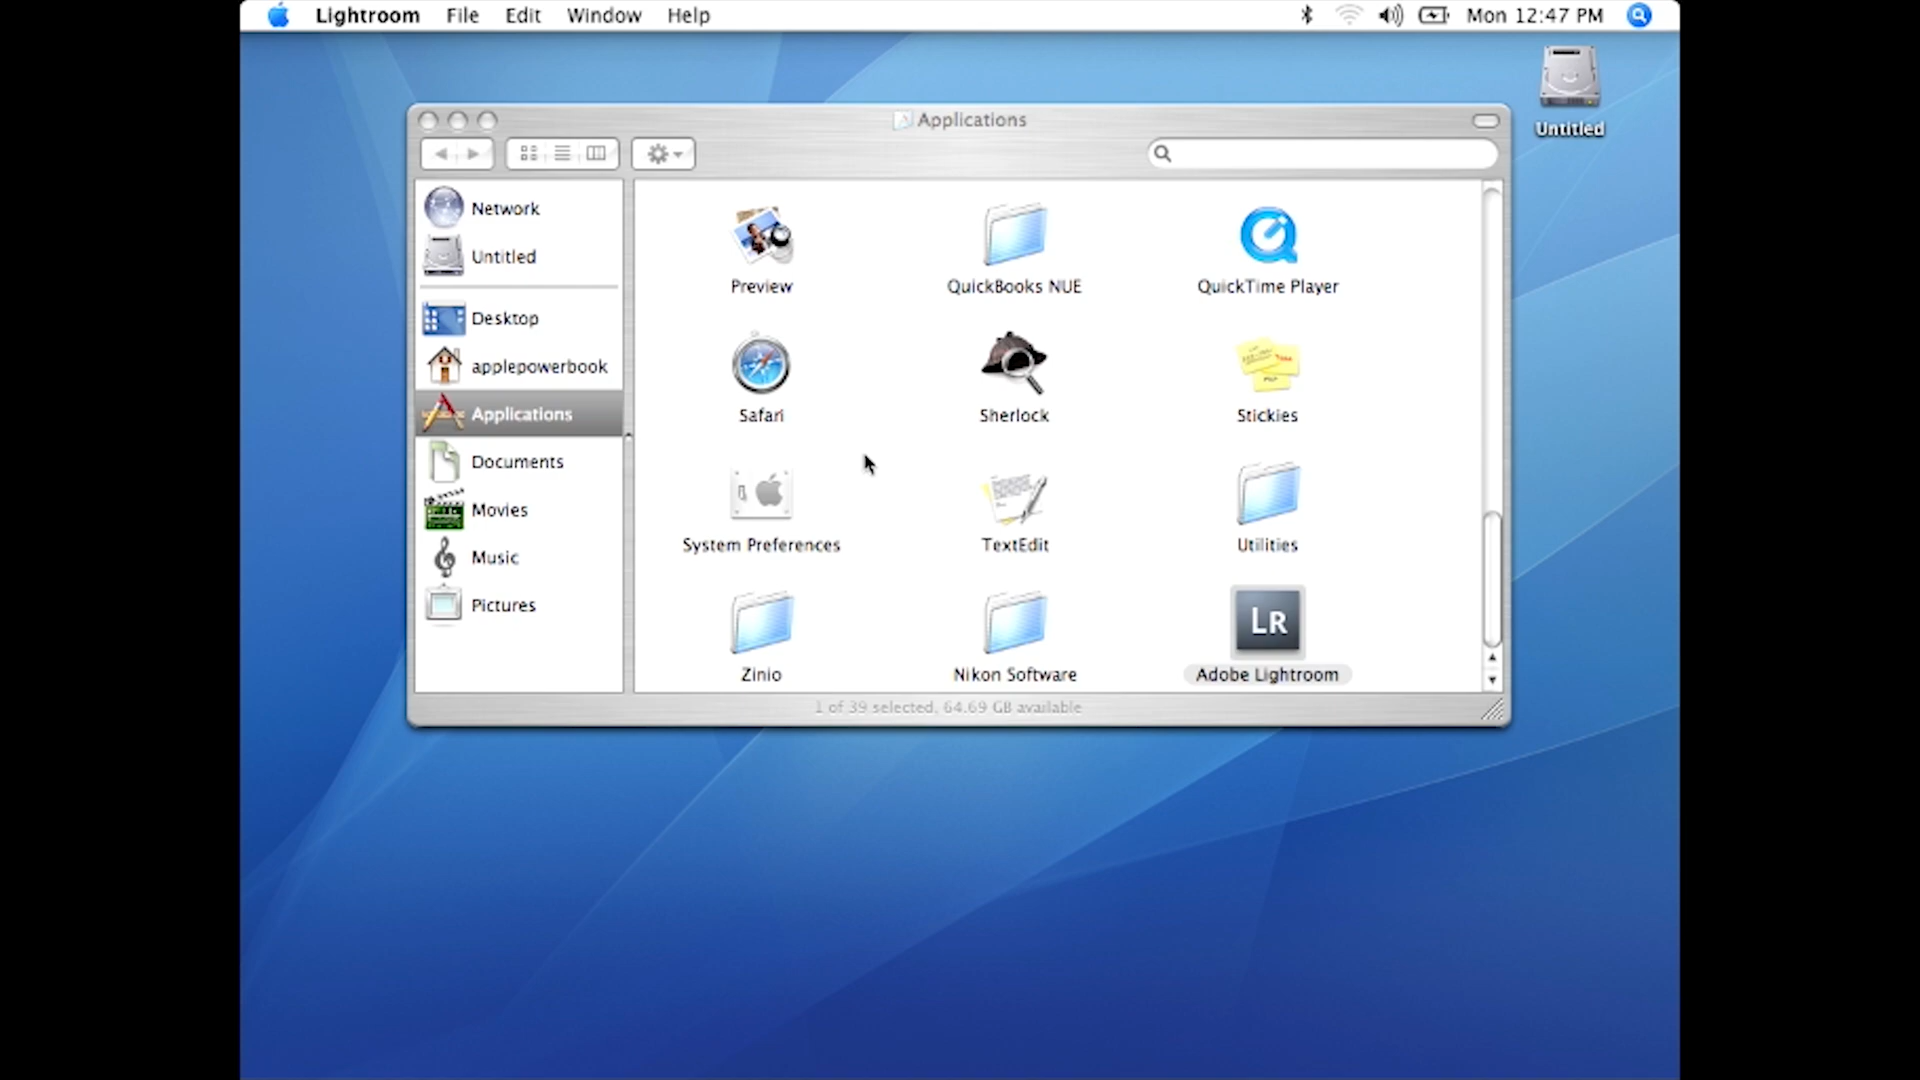 Lightroom File Edit Window Help Mon 12:47 PM
Untitled
Applications
Network
Untitled
Desktop
applepowerbook
Applications
Documents
Movies
Music
Pictures
Preview QuickBooks NUE QuickTime Player
Safari Sherlock Stickies
System Preferences TextEdit Utilities
LR
Zinio Nikon Software Adobe Lightroom
1 of 39 selected, 64.69 GB available